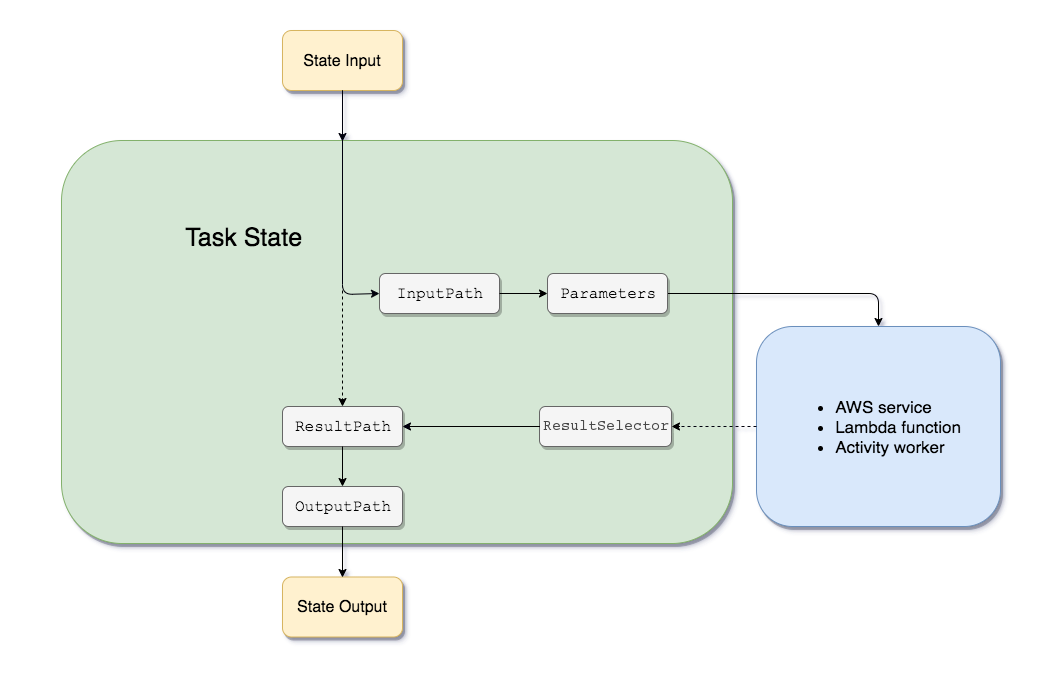 State Input
Task State
InputPath
Parameters
ResultPath
ResultSelector
• AWS service
• Lambda function
• Activity worker
OutputPath
State Output